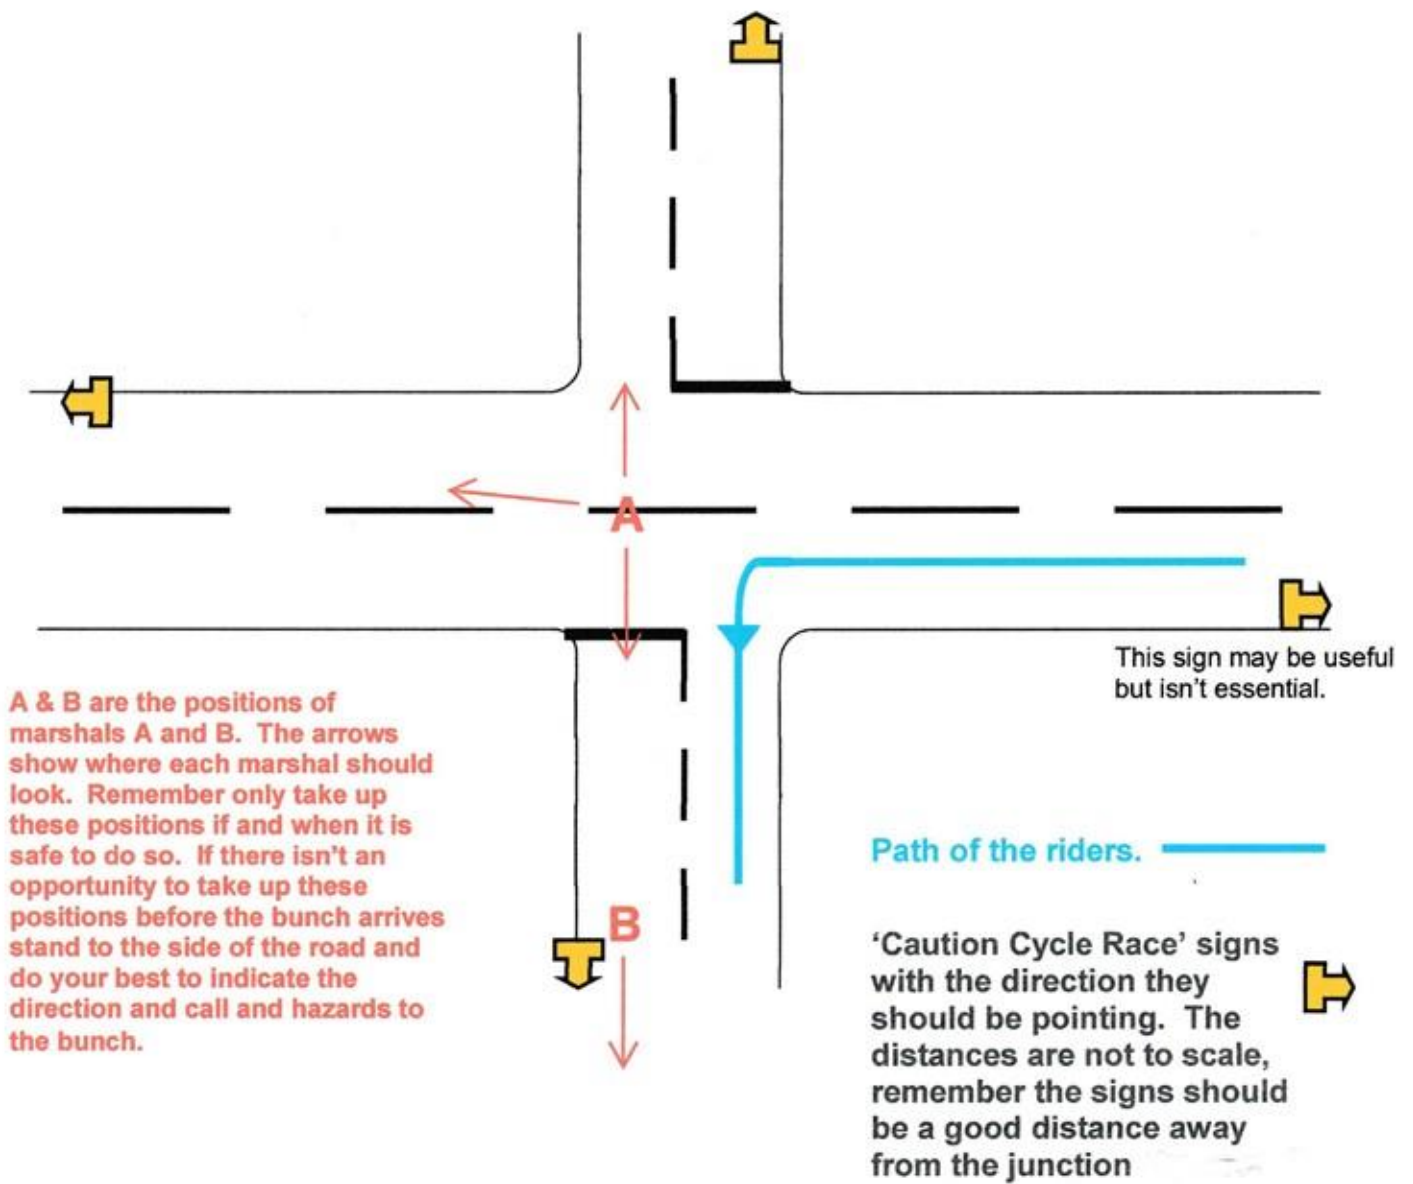 A
This sign may be useful
but isn't essential.
A & B are the positions of
marshals A and B.  The arrows
show where each marshal should
look.  Remember only take up
these positions if and when it is
safe to do so.  If there isn't an
opportunity to take up these
positions before the bunch arrives
stand to the side of the road and
do your best to indicate the
direction and call and hazards to
the bunch.
B
Path of the riders.
‘Caution Cycle Race’ signs
with the direction they
should be pointing.  The
distances are not to scale,
remember the signs should
be a good distance away
from the junction